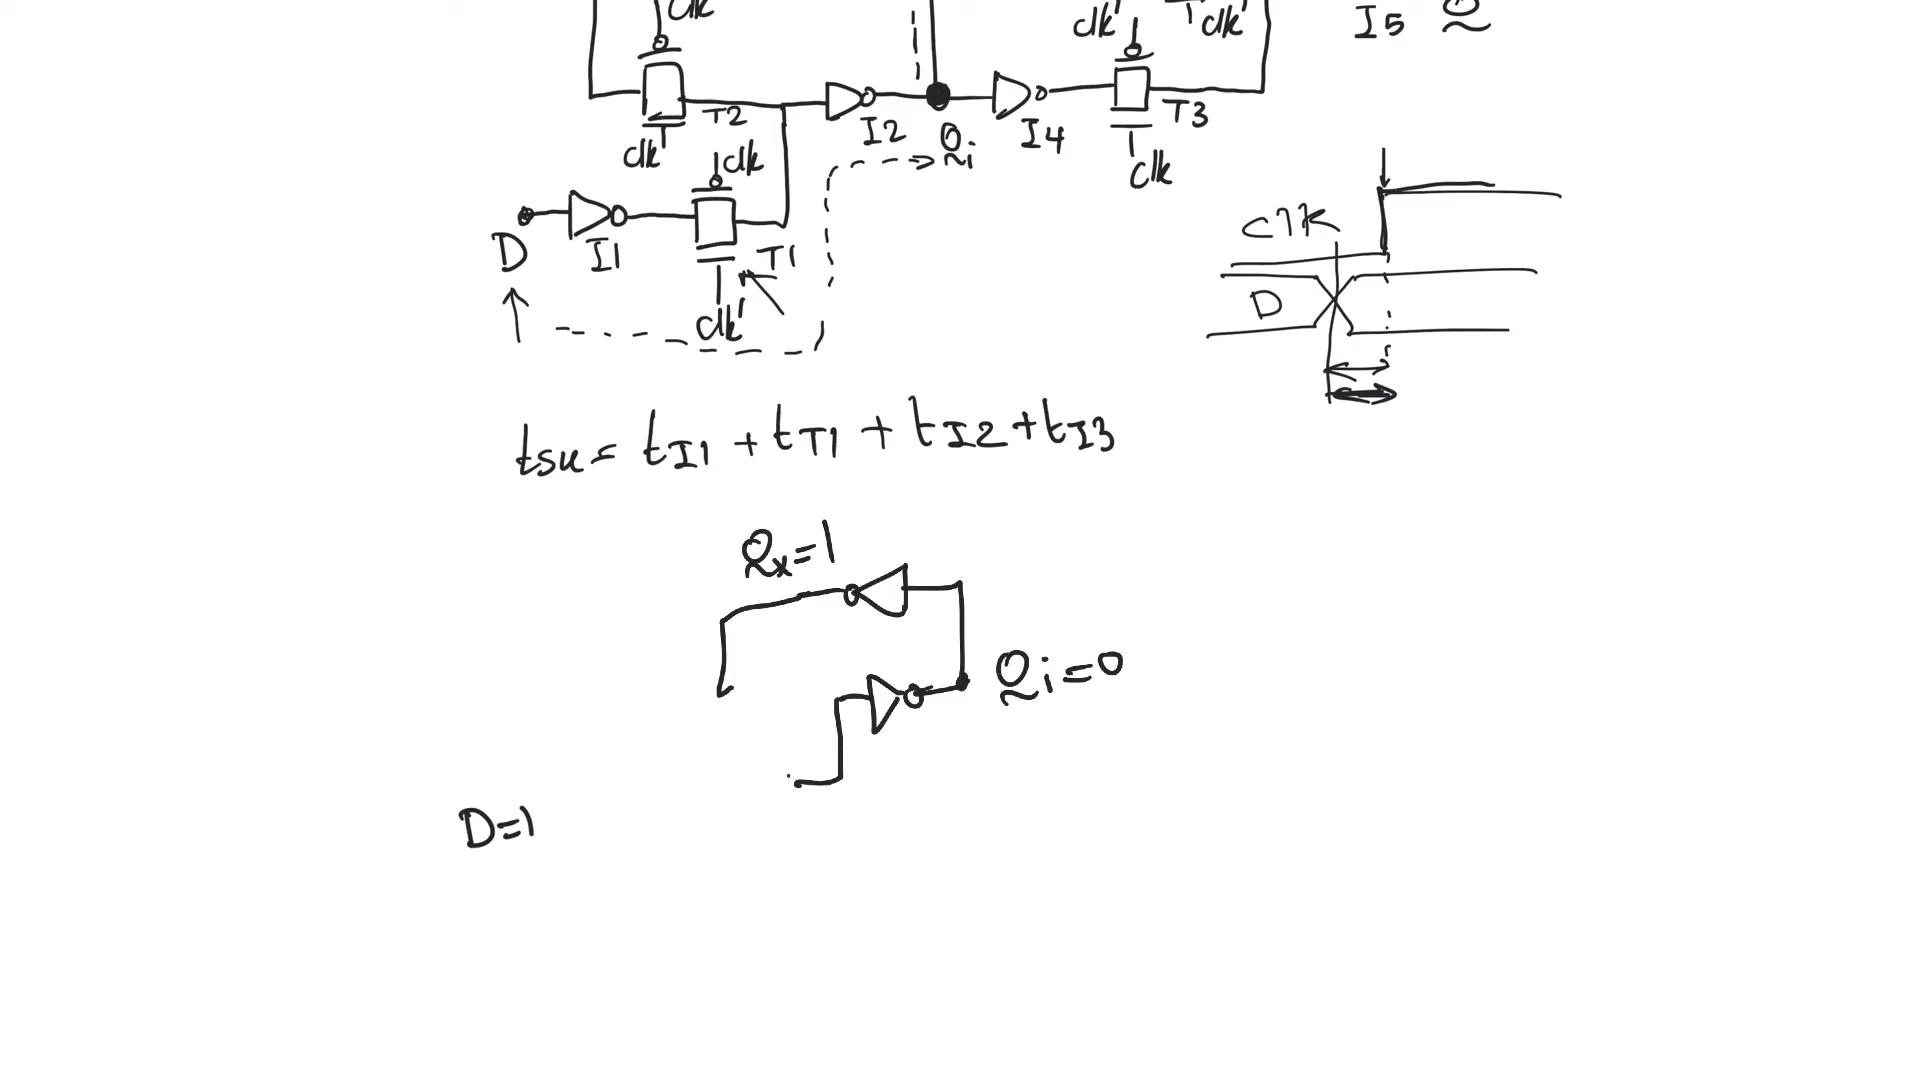 clk
clk'
clk'
I5 Q
T2
I2
Qi
I4
T3
clk'
clk
clk
D
I1
T1
clk'
clk
D
tsu = tI1 + tT1 + tI2 + tI3
Qx=1
Qi=0
D=1